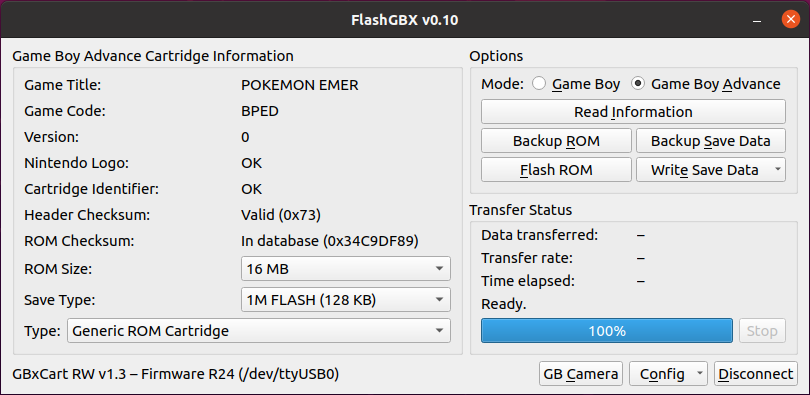 FlashGBX v0.10
Game Boy Advance Cartridge Information
Game Title: POKEMON EMER
Game Code: BPED
Version: 0
Nintendo Logo: OK
Cartridge Identifier: OK
Header Checksum: Valid (0x73)
ROM Checksum: In database (0x34C9DF89)
ROM Size: 16 MB
Save Type: 1M FLASH (128 KB)
Type: Generic ROM Cartridge
Options
Mode: Game Boy Game Boy Advance
Read Information
Backup ROM Backup Save Data
Flash ROM Write Save Data
Transfer Status
Data transferred: –
Transfer rate: –
Time elapsed: –
Ready.
100% Stop
GBxCart RW v1.3 – Firmware R24 (/dev/ttyUSB0) GB Camera Config Disconnect